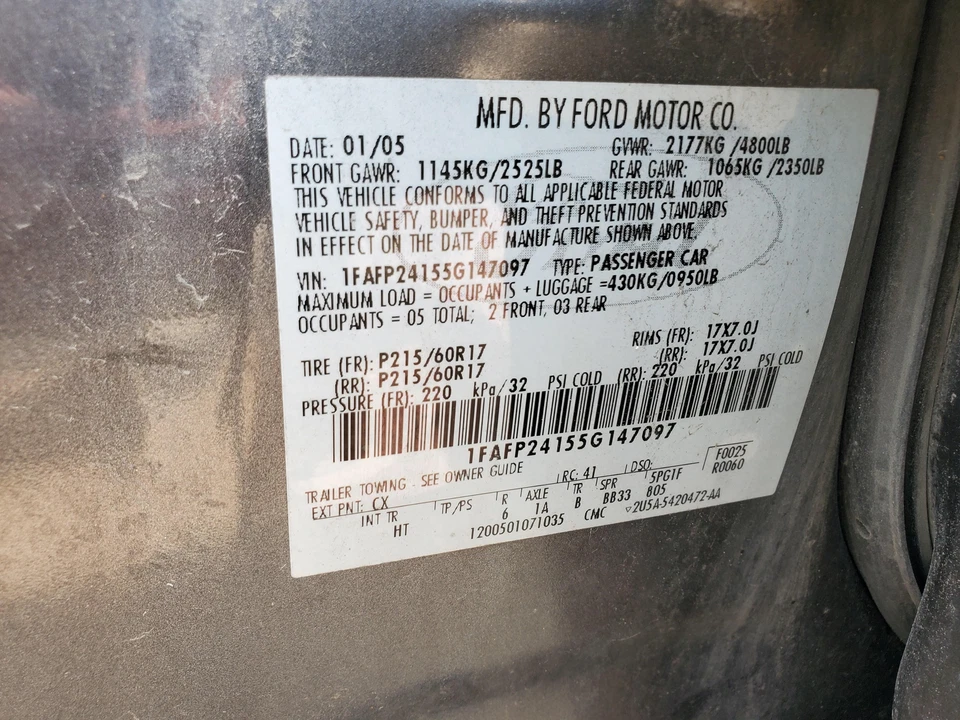 MFD. BY FORD MOTOR CO.
DATE: 01/05 GVWR: 2177KG /4800LB
FRONT GAWR: 1145KG/2525LB REAR GAWR: 1065KG /2350LB
THIS VEHICLE CONFORMS TO ALL APPLICABLE FEDERAL MOTOR
VEHICLE SAFETY, BUMPER, AND THEFT PREVENTION STANDARDS
IN EFFECT ON THE DATE OF MANUFACTURE SHOWN ABOVE.
VIN: 1FAFP24155G147097 TYPE: PASSENGER CAR
MAXIMUM LOAD = OCCUPANTS + LUGGAGE =430KG/0950LB
OCCUPANTS = 05 TOTAL; 2 FRONT, 03 REAR
TIRE (FR): P215/60R17 RIMS (FR): 17X7.0J
(RR): P215/60R17 (RR): 17X7.0J
PRESSURE (FR): 220 kPa/32 PSI COLD (RR): 220 kPa/32 PSI COLD
1FAFP24155G147097
TRAILER TOWING - SEE OWNER GUIDE
EXT PNT: CX RC: 41 DSO: F0025
INT TR TP/PS R AXLE TR SPR 5PG1F R0060
HT 6 1A B BB33 805
1200501071035 CMC 2U5A-5420472-AA